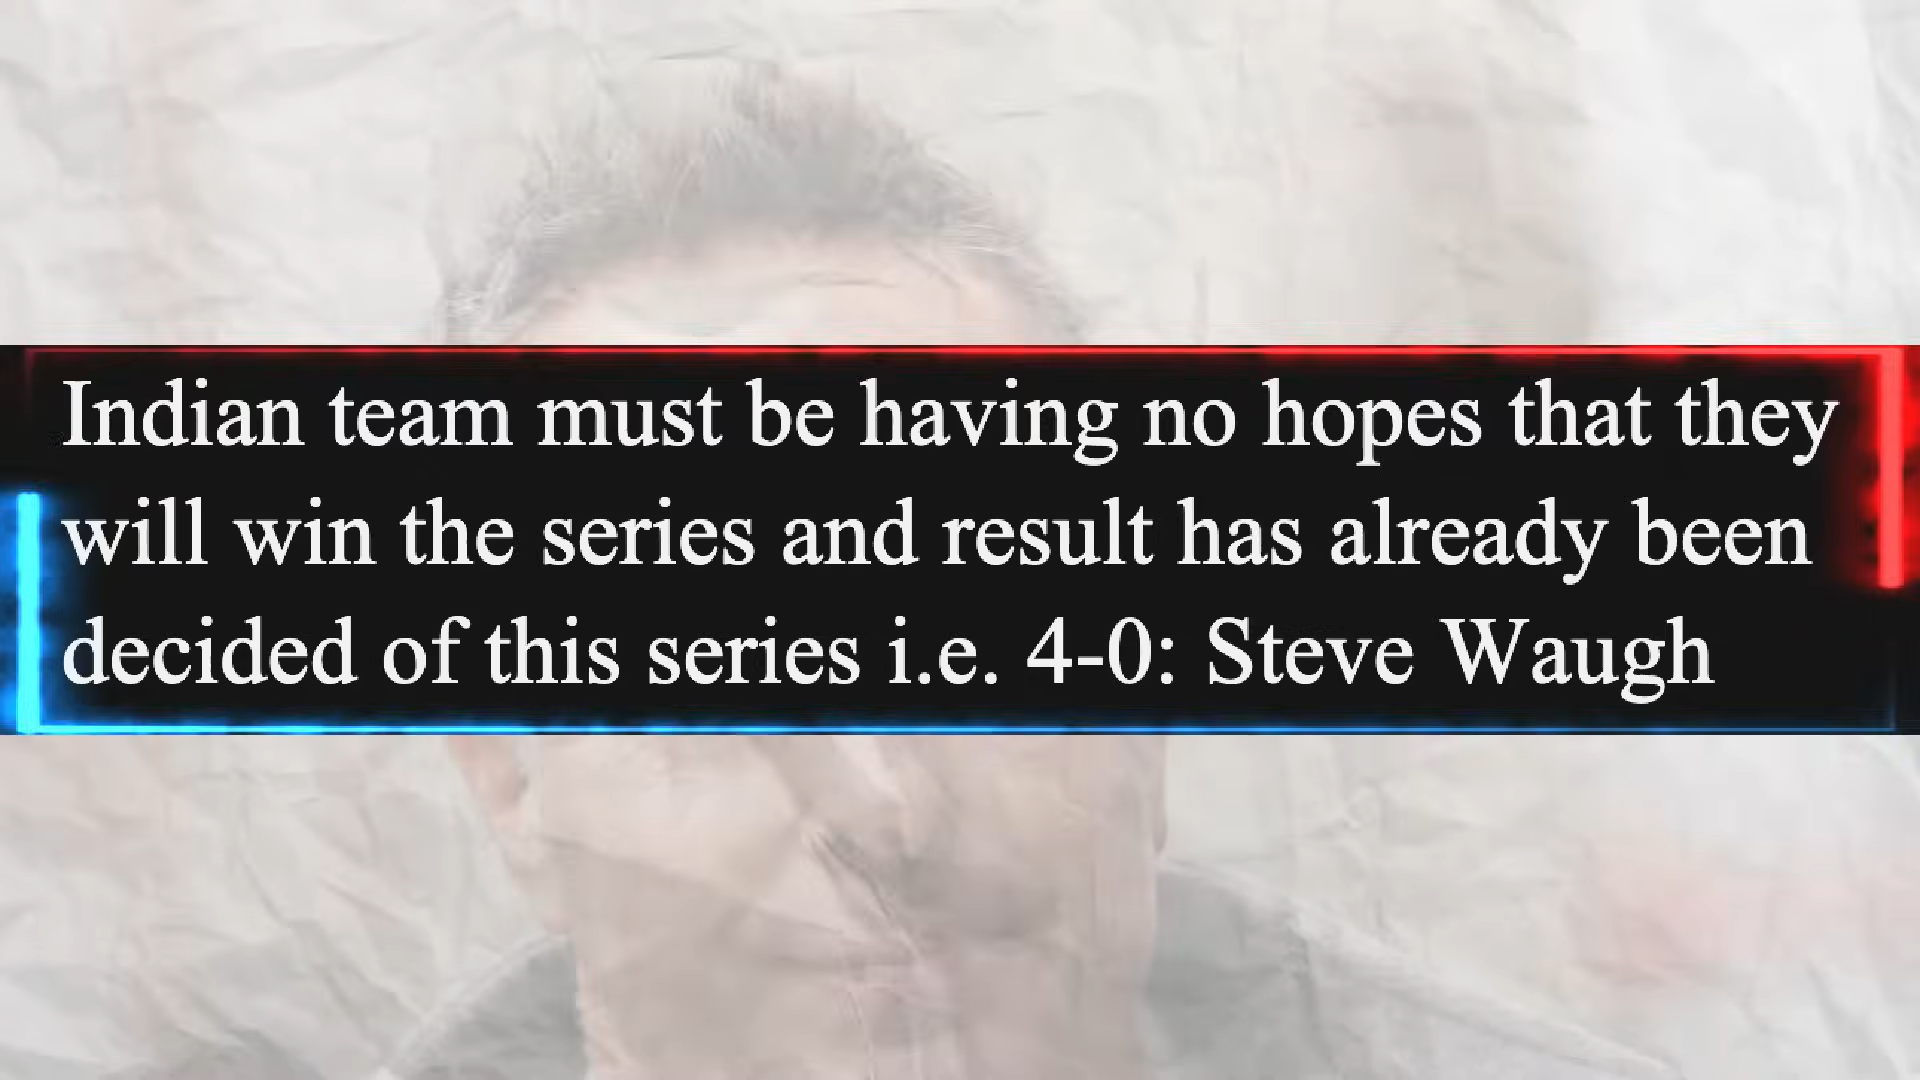 Indian team must be having no hopes that they
will win the series and result has already been
decided of this series i.e. 4-0: Steve Waugh